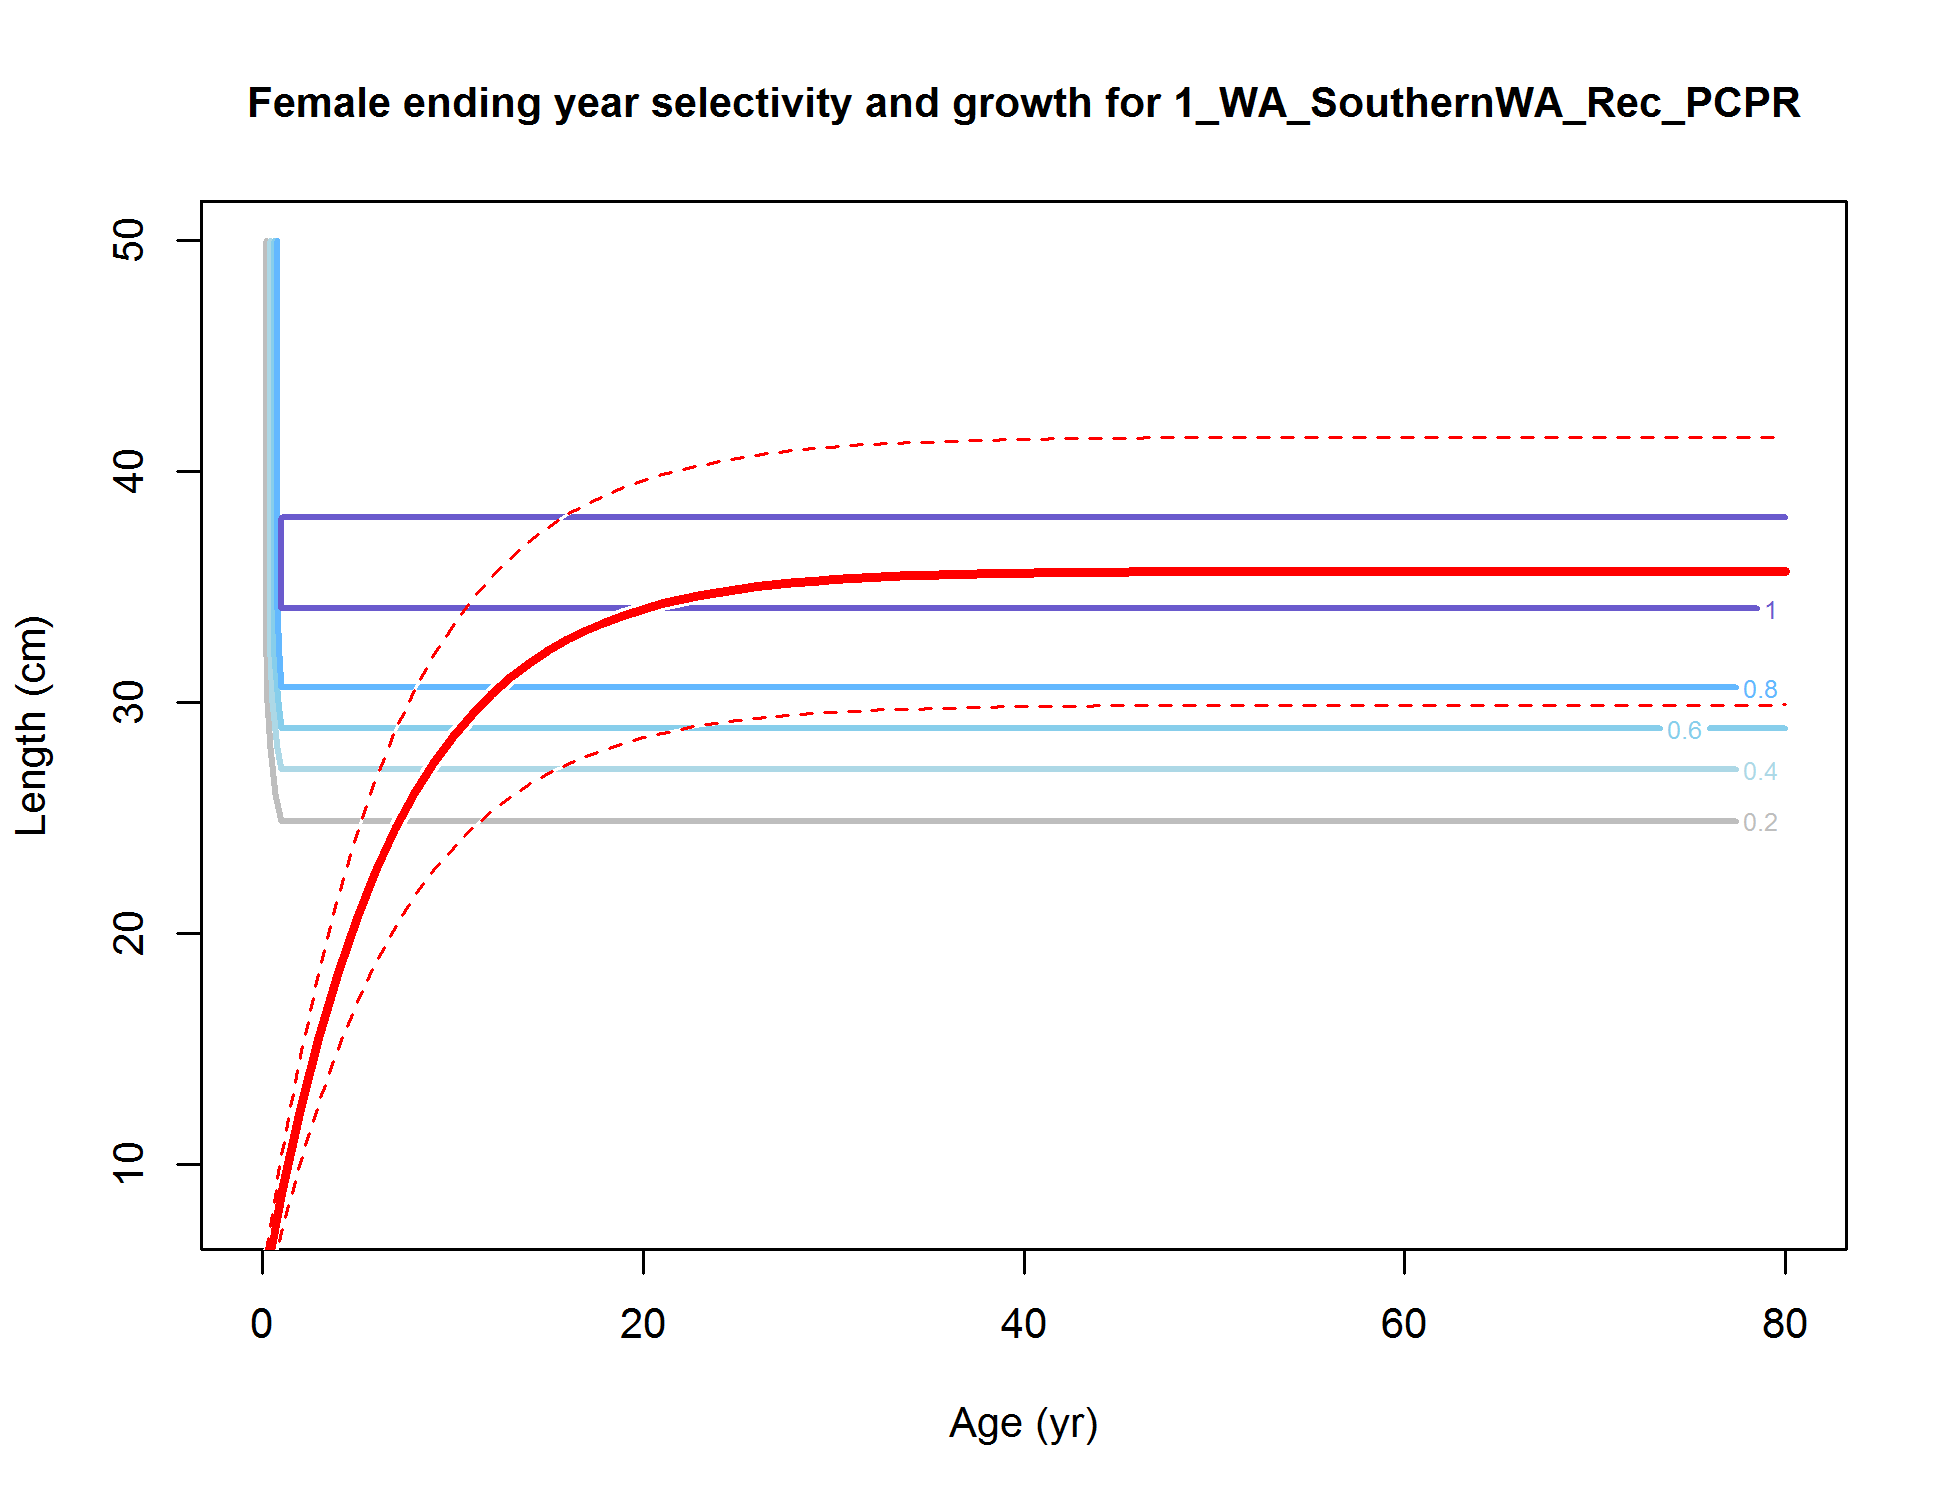 Female ending year selectivity and growth for 1_WA_SouthernWA_Rec_PCPR
50
40
30
20
10
Length (cm)
1
0.8
0.6
0.4
0.2
0 20 40 60 80
Age (yr)